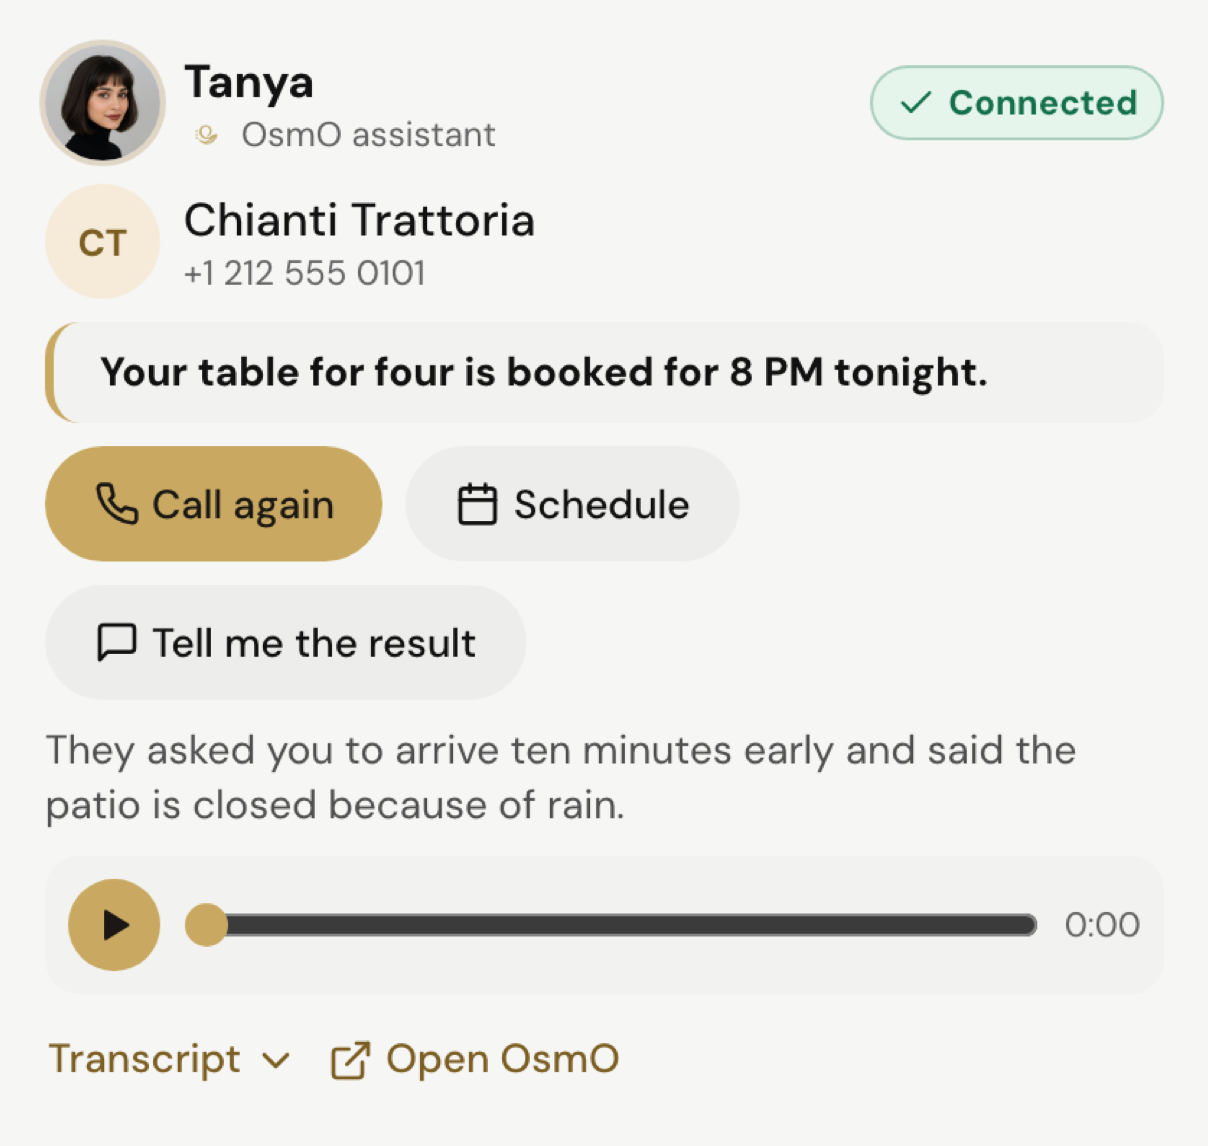 Tanya
OsmO assistant
Connected
CT
Chianti Trattoria
+1 212 555 0101
Your table for four is booked for 8 PM tonight.
Call again
Schedule
Tell me the result
They asked you to arrive ten minutes early and said the
patio is closed because of rain.
0:00
Transcript
Open OsmO